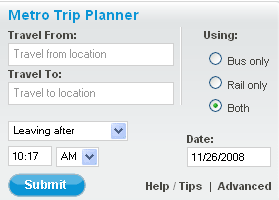 Metro Trip Planner
Travel From:
Travel from location
Travel To:
Travel to location
Using:
Bus only
Rail only
Both
Leaving after
10:17 AM
Date:
11/26/2008
Submit
Help / Tips | Advanced